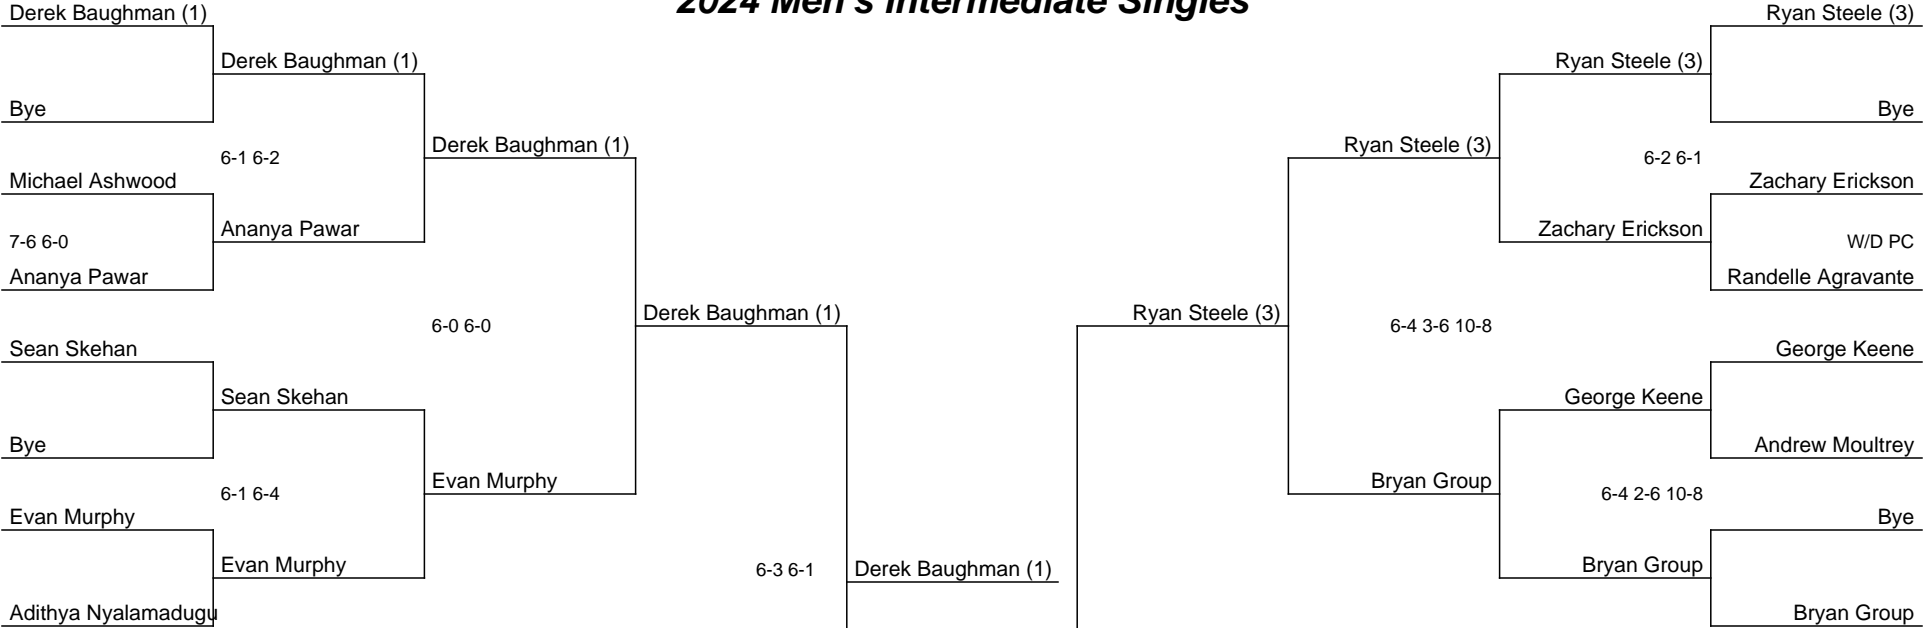 2024 Men's Intermediate Singles
Derek Baughman (1)
Bye
Michael Ashwood
7-6 6-0
Ananya Pawar
Sean Skehan
Bye
Evan Murphy
Adithya Nyalamadugu
Derek Baughman (1)
6-1 6-2
Ananya Pawar
Sean Skehan
6-1 6-4
Evan Murphy
Derek Baughman (1)
6-0 6-0
Evan Murphy
Derek Baughman (1)
6-3 6-1
Derek Baughman (1)
Ryan Steele (3)
Ryan Steele (3)
6-4 3-6 10-8
Bryan Group
Ryan Steele (3)
6-2 6-1
Zachary Erickson
George Keene
6-4 2-6 10-8
Bryan Group
Ryan Steele (3)
Bye
Zachary Erickson
W/D PC
Randelle Agravante
George Keene
Andrew Moultrey
Bye
Bryan Group